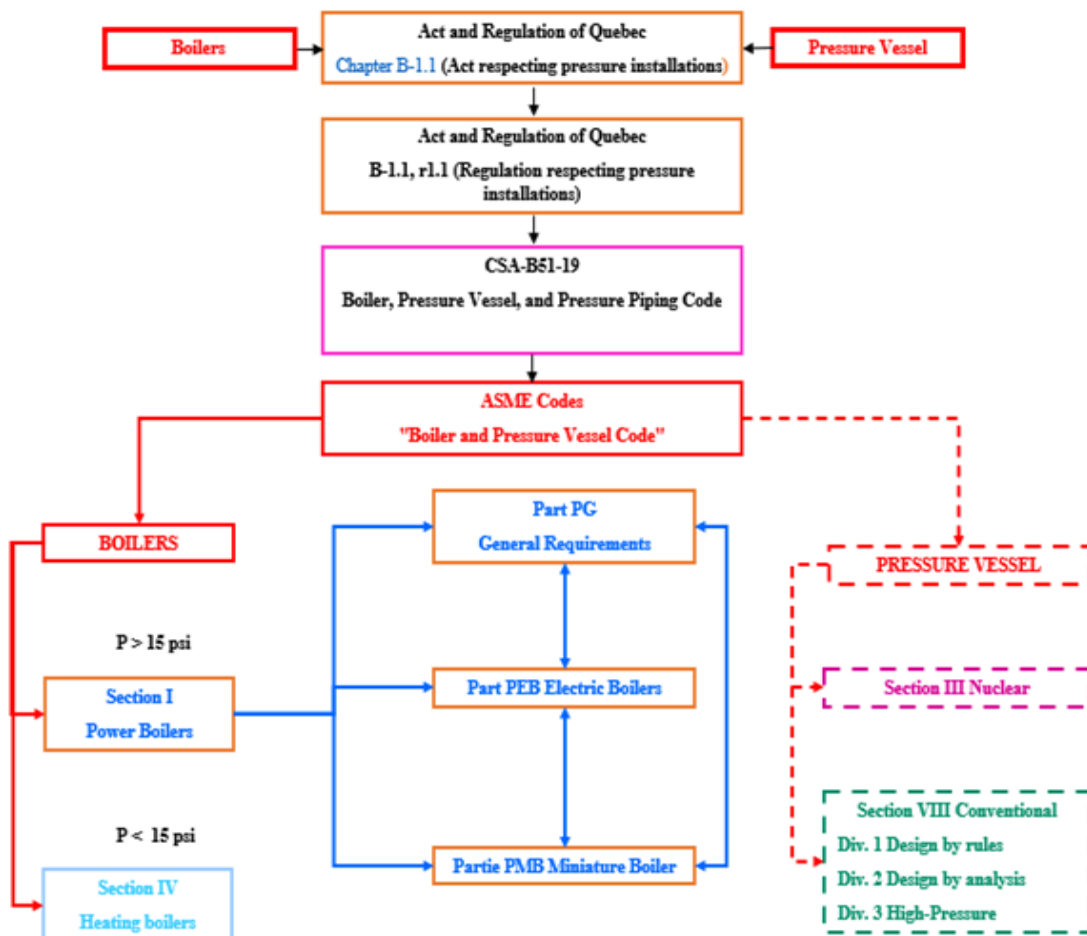 Boilers
Act and Regulation of Quebec
Chapter B-1.1 (Act respecting pressure installations)
Pressure Vessel
Act and Regulation of Quebec
B-1.1, r1.1 (Regulation respecting pressure
installations)
CSA-B51-19
Boiler, Pressure Vessel, and Pressure Piping Code
ASME Codes
"Boiler and Pressure Vessel Code"
BOILERS
P > 15 psi
Section I
Power Boilers
P < 15 psi
Section IV
Heating boilers
Part PG
General Requirements
Part PEB Electric Boilers
Partie PMB Miniature Boiler
PRESSURE VESSEL
Section III Nuclear
Section VIII Conventional
Div. 1 Design by rules
Div. 2 Design by analysis
Div. 3 High-Pressure